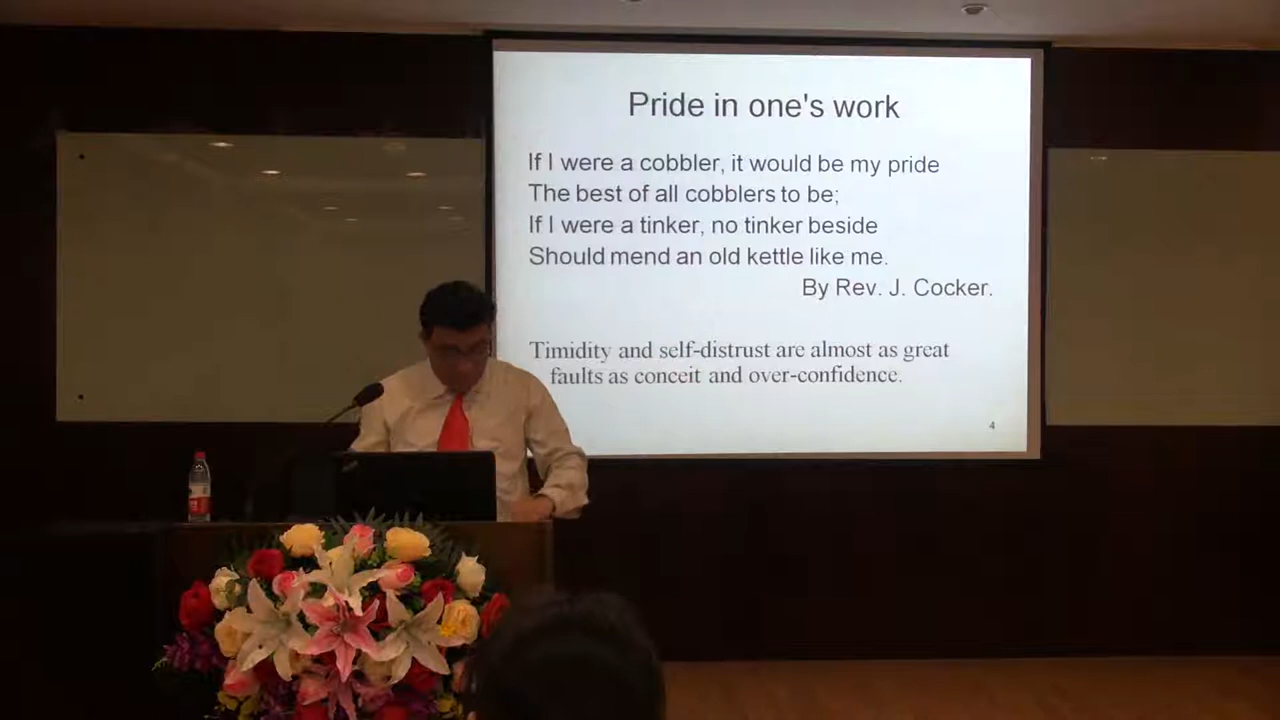 Pride in one's work
If I were a cobbler, it would be my pride
The best of all cobblers to be;
If I were a tinker, no tinker beside
Should mend an old kettle like me.
By Rev. J. Cocker.
Timidity and self-distrust are almost as great
faults as conceit and over-confidence.
4